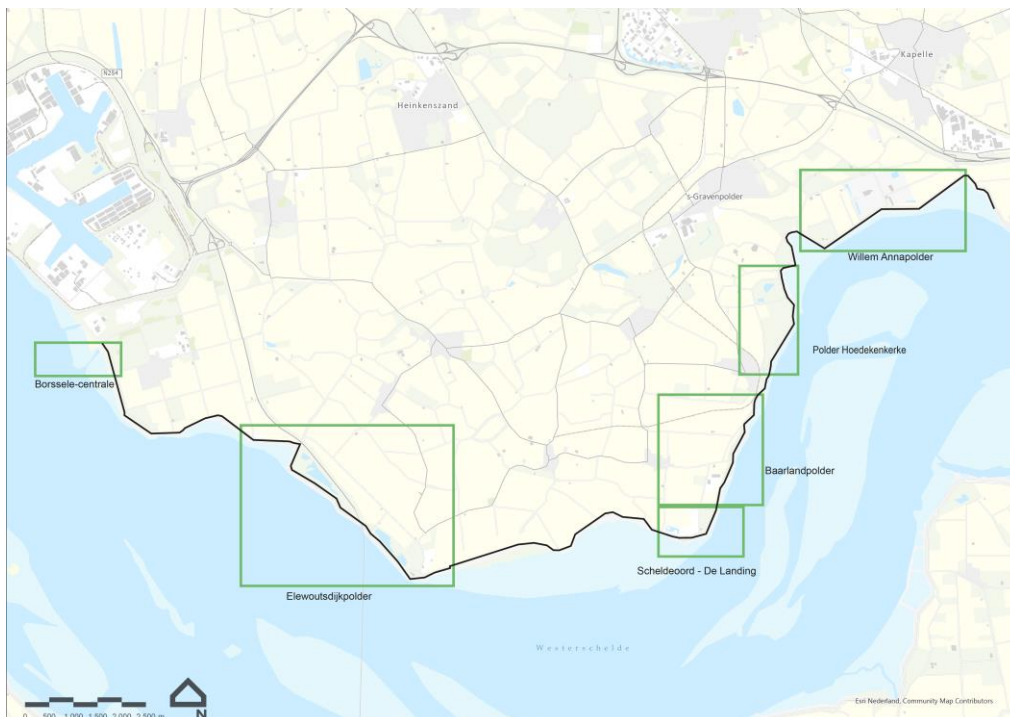 Kapelle
N254
Heinkenszand
's-Gravenpolder
Willem Annapolder
Polder Hoedekenkerke
Borssele-centrale
Baarlandpolder
Scheldeoord - De Landing
Elewoutsdijkpolder
Westerschelde
Esri Nederland, Community Map Contributors
0 500 1.000 1.500 2.000 2.500 m
N